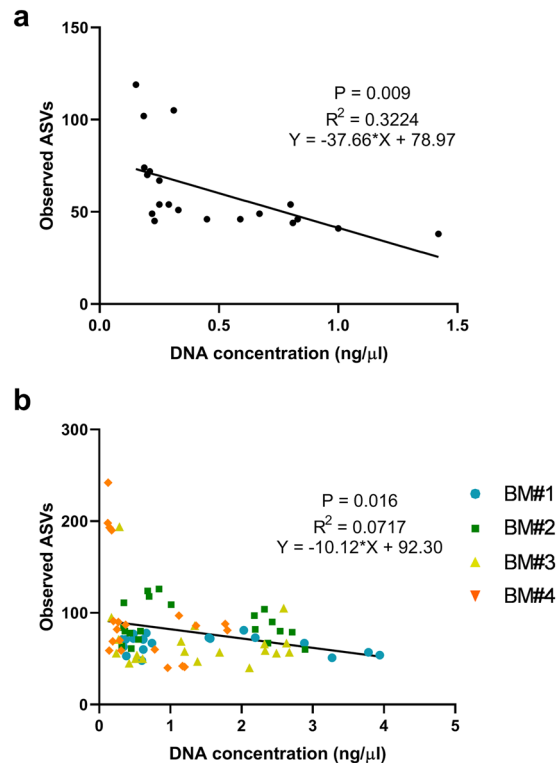 a
150
100
50
0
Observed ASVs
P = 0.009
R² = 0.3224
Y = -37.66*X + 78.97
0.0 0.5 1.0 1.5
DNA concentration (ng/μl)
b
300
200
100
0
Observed ASVs
P = 0.016
R² = 0.0717
Y = -10.12*X + 92.30
BM#1
BM#2
BM#3
BM#4
0 1 2 3 4 5
DNA concentration (ng/μl)